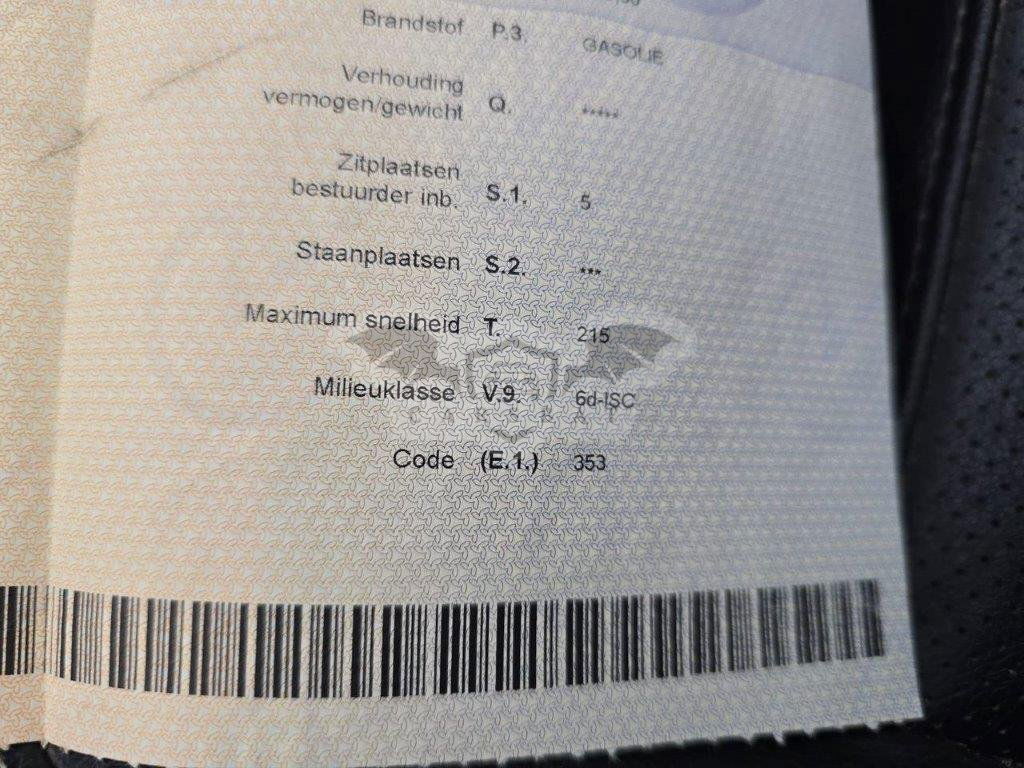 Brandstof P.3. GASOLIE
Verhouding
vermogen/gewicht Q. *****
Zitplaatsen
bestuurder inb. S.1. 5
Staanplaatsen S.2. ***
Maximum snelheid T. 215
Milieuklasse V.9. 6d-ISC
Code (E.1.) 353